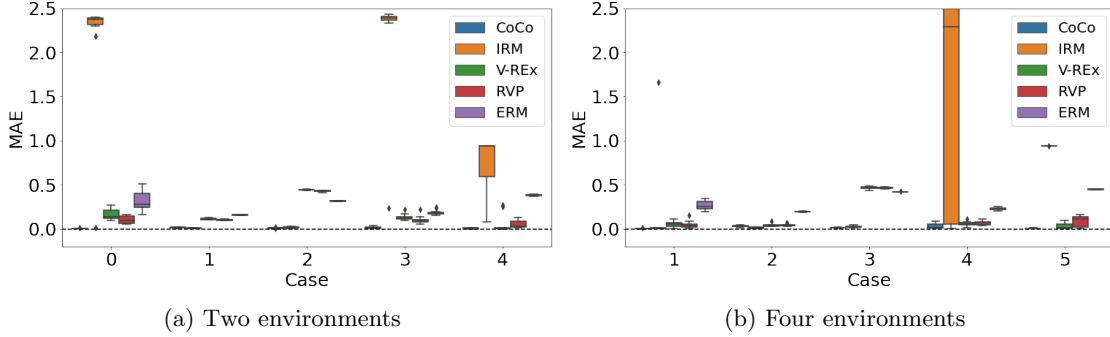 2.5
2.0
1.5
1.0
0.5
0.0
MAE
CoCo
IRM
V-REx
RVP
ERM
0 1 2 3 4
Case
(a) Two environments
2.5
2.0
1.5
1.0
0.5
0.0
MAE
CoCo
IRM
V-REx
RVP
ERM
1 2 3 4 5
Case
(b) Four environments